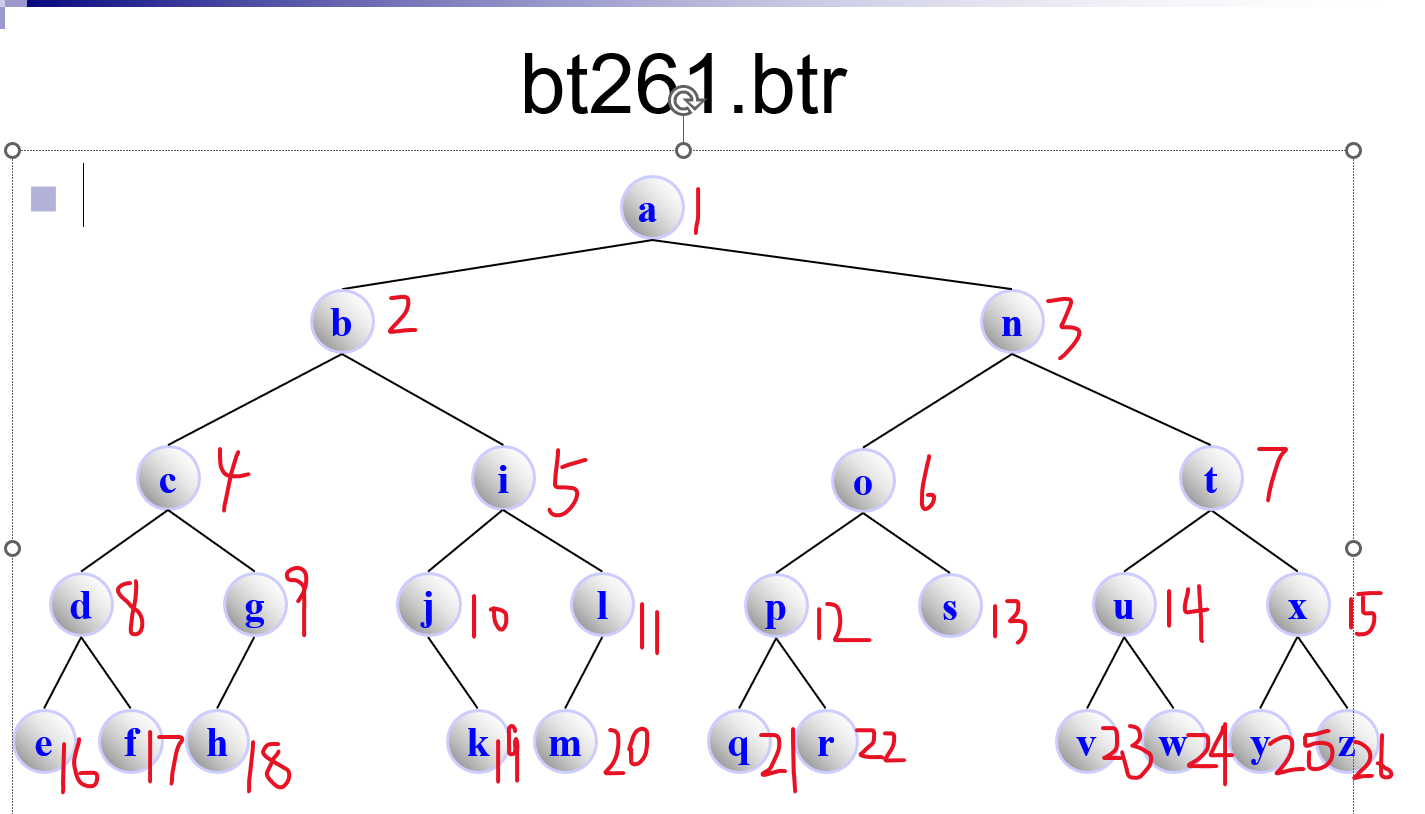 bt261.btr
a 1
b 2 n 3
c 4 i 5 o 6 t 7
d 8 g 9 j 10 l 11 p 12 s 13 u 14 x 15
e 16 f 17 h 18 k 19 m 20 q 21 r 22 v 23 w 24 y 25 z 26